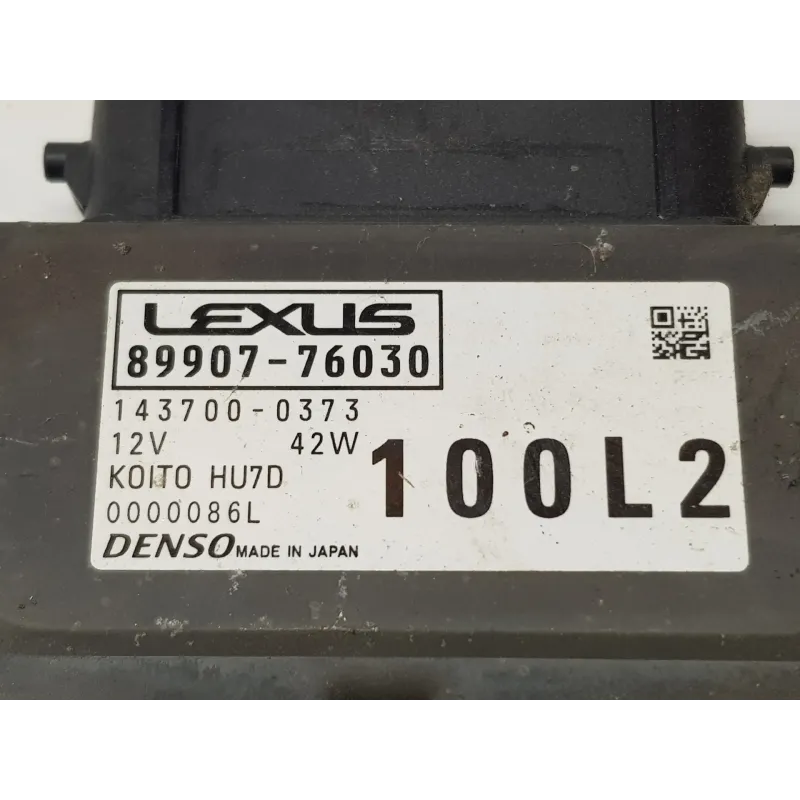 LEXUS
89907-76030
143700-0373
12V 42W
KOITO HU7D
100L2
0000086L
DENSO MADE IN JAPAN